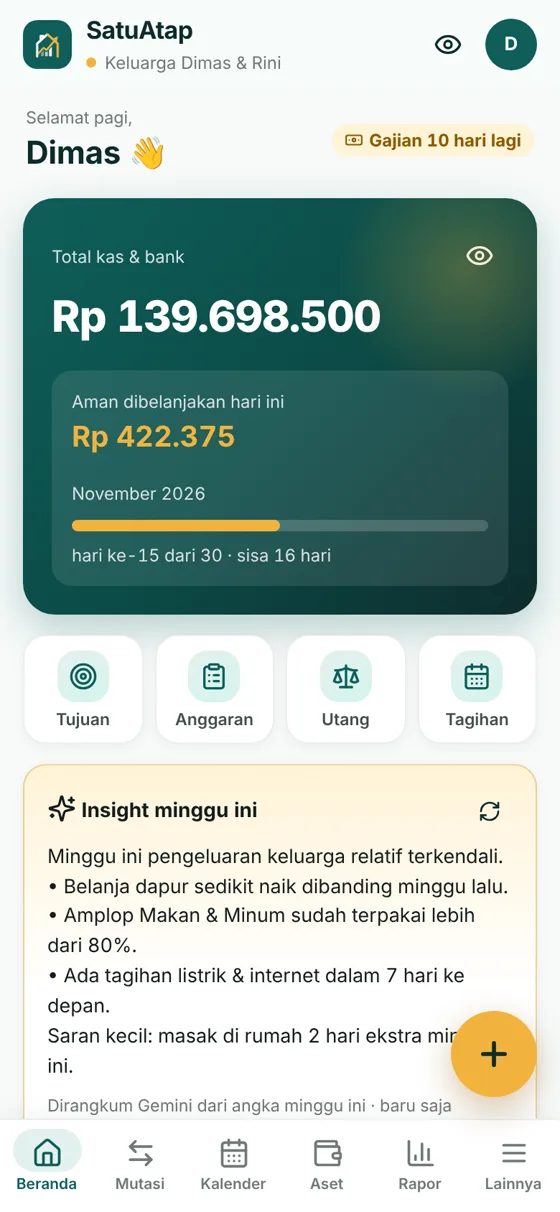 SatuAtap
Keluarga Dimas & Rini
D
Selamat pagi,
Dimas 👋
Gajian 10 hari lagi
Total kas & bank
Rp 139.698.500
Aman dibelanjakan hari ini
Rp 422.375
November 2026
hari ke-15 dari 30 · sisa 16 hari
Tujuan
Anggaran
Utang
Tagihan
Insight minggu ini
Minggu ini pengeluaran keluarga relatif terkendali.
• Belanja dapur sedikit naik dibanding minggu lalu.
• Amplop Makan & Minum sudah terpakai lebih
dari 80%.
• Ada tagihan listrik & internet dalam 7 hari ke
depan.
Saran kecil: masak di rumah 2 hari ekstra
ini.
Dirangkum Gemini dari angka minggu ini · baru saja
Beranda
Mutasi
Kalender
Aset
Rapor
Lainnya